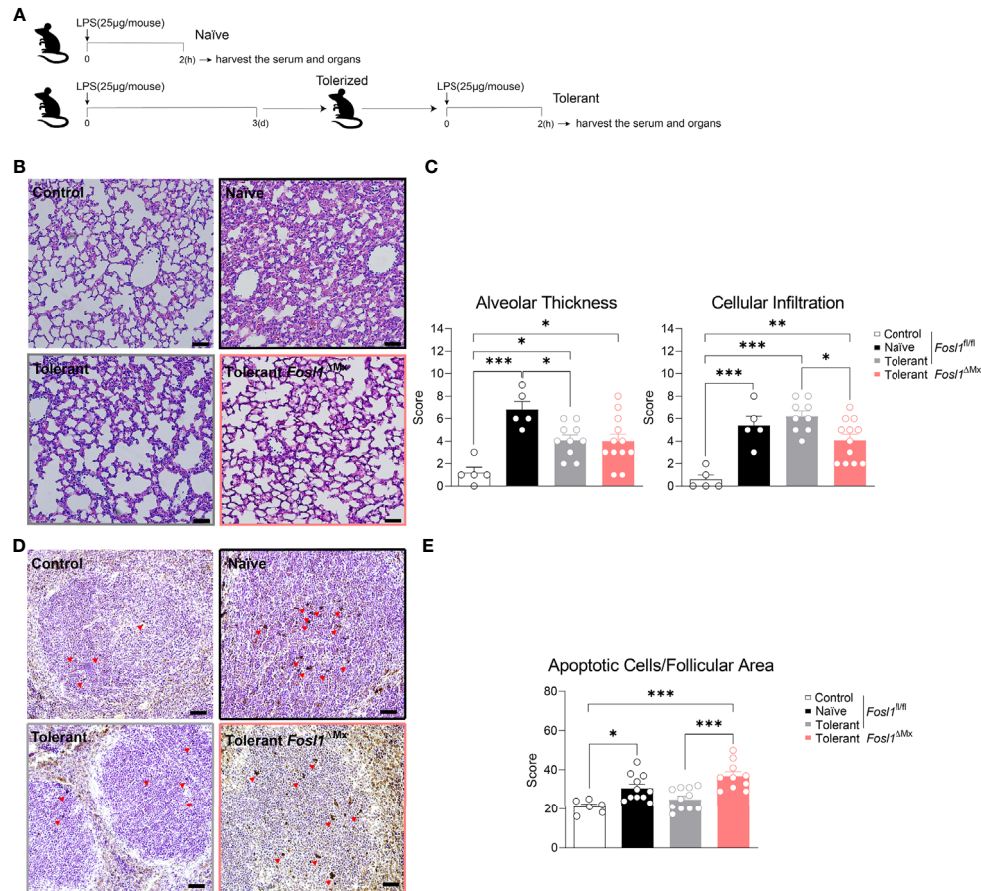 A
LPS(25µg/mouse)
Naïve
0
2(h)
harvest the serum and organs
LPS(25µg/mouse)
Tolerized
LPS(25µg/mouse)
Tolerant
0
3(d)
0
2(h)
harvest the serum and organs
B
Control
Naïve
Tolerant
Tolerant Fosl1ΔMx
C
Alveolar Thickness
Score
14
12
10
8
6
4
2
0
*
*
***
*
Cellular Infiltration
Score
14
12
10
8
6
4
2
0
**
***
*
***
Control
Naïve
Tolerant
Fosl1fl/fl
Tolerant Fosl1ΔMx
D
Control
Naïve
Tolerant
Tolerant Fosl1ΔMx
E
Apoptotic Cells/Follicular Area
Score
80
60
40
20
0
***
*
***
Control
Naïve
Tolerant
Fosl1fl/fl
Tolerant Fosl1ΔMx